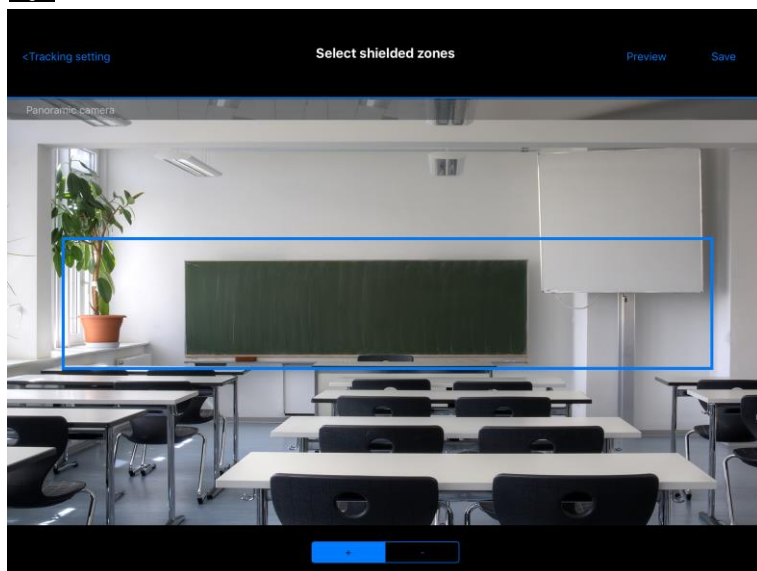 <Tracking setting
Select shielded zones
Preview
Save
Panoramic camera
+
-